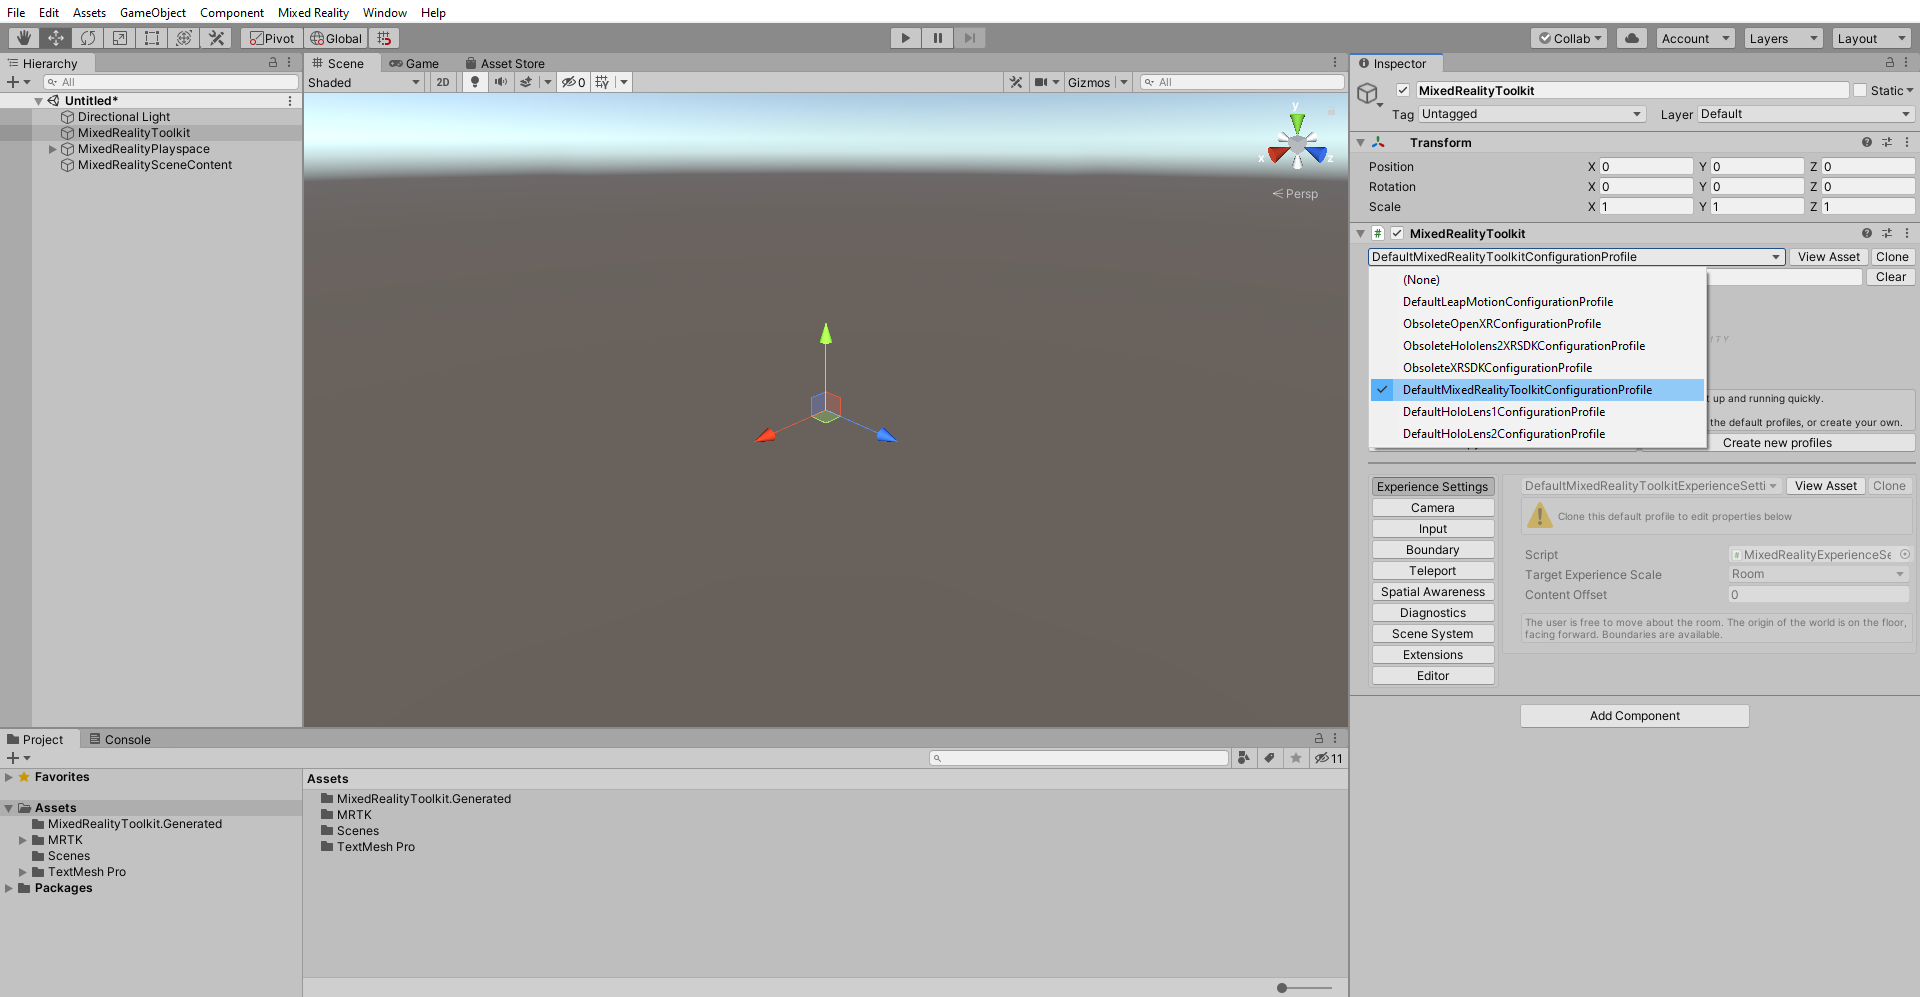 File Edit Assets GameObject Component Mixed Reality Window Help
Pivot Global Collab Account Layers Layout
Hierarchy
All
Untitled*
Directional Light
MixedRealityToolkit
MixedRealityPlayspace
MixedRealitySceneContent
Scene Game Asset Store
Shaded 2D 0 Gizmos All
y
x z
Persp
Inspector
MixedRealityToolkit Static
Tag Untagged Layer Default
Transform
Position X 0 Y 0 Z 0
Rotation X 0 Y 0 Z 0
Scale X 1 Y 1 Z 1
# MixedRealityToolkit
DefaultMixedRealityToolkitConfigurationProfile View Asset Clone
Clear
(None)
DefaultLeapMotionConfigurationProfile
ObsoleteOpenXRConfigurationProfile
ObsoleteHololens2XRSDKConfigurationProfile
ObsoleteXRSDKConfigurationProfile
DefaultMixedRealityToolkitConfigurationProfile
DefaultHoloLens1ConfigurationProfile
DefaultHoloLens2ConfigurationProfile
up and running quickly.
the default profiles, or create your own.
Create new profiles
Experience Settings
Camera
Input
Boundary
Teleport
Spatial Awareness
Diagnostics
Scene System
Extensions
Editor
DefaultMixedRealityToolkitExperienceSetti View Asset Clone
Clone this default profile to edit properties below
Script # MixedRealityExperienceSe
Target Experience Scale Room
Content Offset 0
The user is free to move about the room. The origin of the world is on the floor,
facing forward. Boundaries are available.
Add Component
Project Console
11
Favorites
Assets
MixedRealityToolkit.Generated
MRTK
Scenes
TextMesh Pro
Packages
Assets
MixedRealityToolkit.Generated
MRTK
Scenes
TextMesh Pro